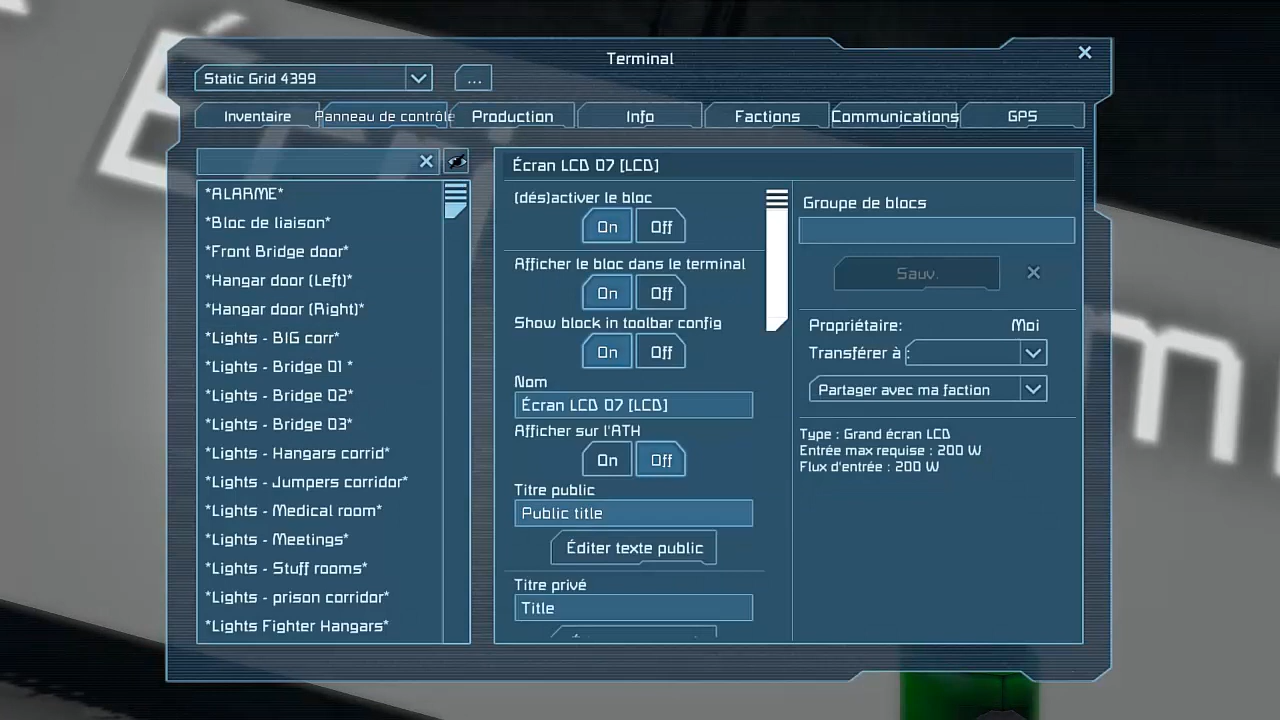 Terminal
Static Grid 4399
...
Inventaire
Panneau de contrôle
Production
Info
Factions
Communications
GPS
*ALARME*
*Bloc de liaison*
*Front Bridge door*
*Hangar door (Left)*
*Hangar door (Right)*
*Lights - BIG corr*
*Lights - Bridge 01 *
*Lights - Bridge 02*
*Lights - Bridge 03*
*Lights - Hangars corrid*
*Lights - Jumpers corridor*
*Lights - Medical room*
*Lights - Meetings*
*Lights - Stuff rooms*
*Lights - prison corridor*
*Lights Fighter Hangars*
Écran LCD 07 [LCD]
(dés)activer le bloc
On Off
Afficher le bloc dans le terminal
On Off
Show block in toolbar config
On Off
Nom
Écran LCD 07 [LCD]
Afficher sur l'ATH
On Off
Titre public
Public title
Éditer texte public
Titre privé
Title
Groupe de blocs
Sauv.
Propriétaire: Moi
Transférer à :
Partager avec ma faction
Type : Grand écran LCD
Entrée max requise : 200 W
Flux d'entrée : 200 W